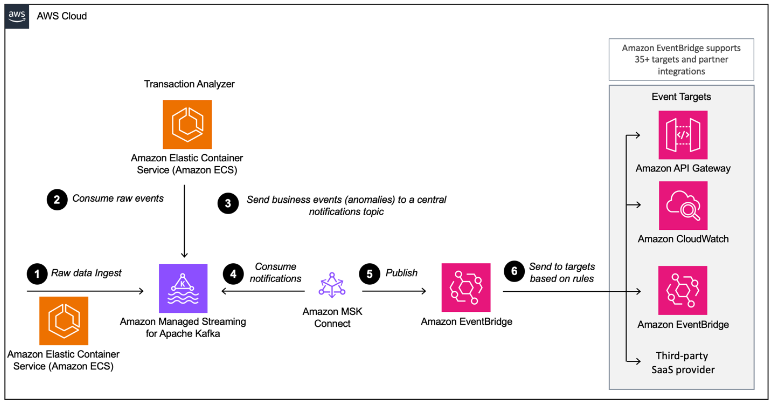 aws
AWS Cloud
Amazon EventBridge supports
35+ targets and partner
integrations
Transaction Analyzer
Event Targets
Amazon Elastic Container
Service (Amazon ECS)
Amazon API Gateway
2
Consume raw events
3
Send business events (anomalies) to a central
notifications topic
Amazon CloudWatch
1
Raw data Ingest
4
Consume
notifications
5
Publish
6
Send to targets
based on rules
K
Amazon MSK
Connect
Amazon EventBridge
Amazon EventBridge
Amazon Managed Streaming
for Apache Kafka
Amazon Elastic Container
Service (Amazon ECS)
Third-party
SaaS provider